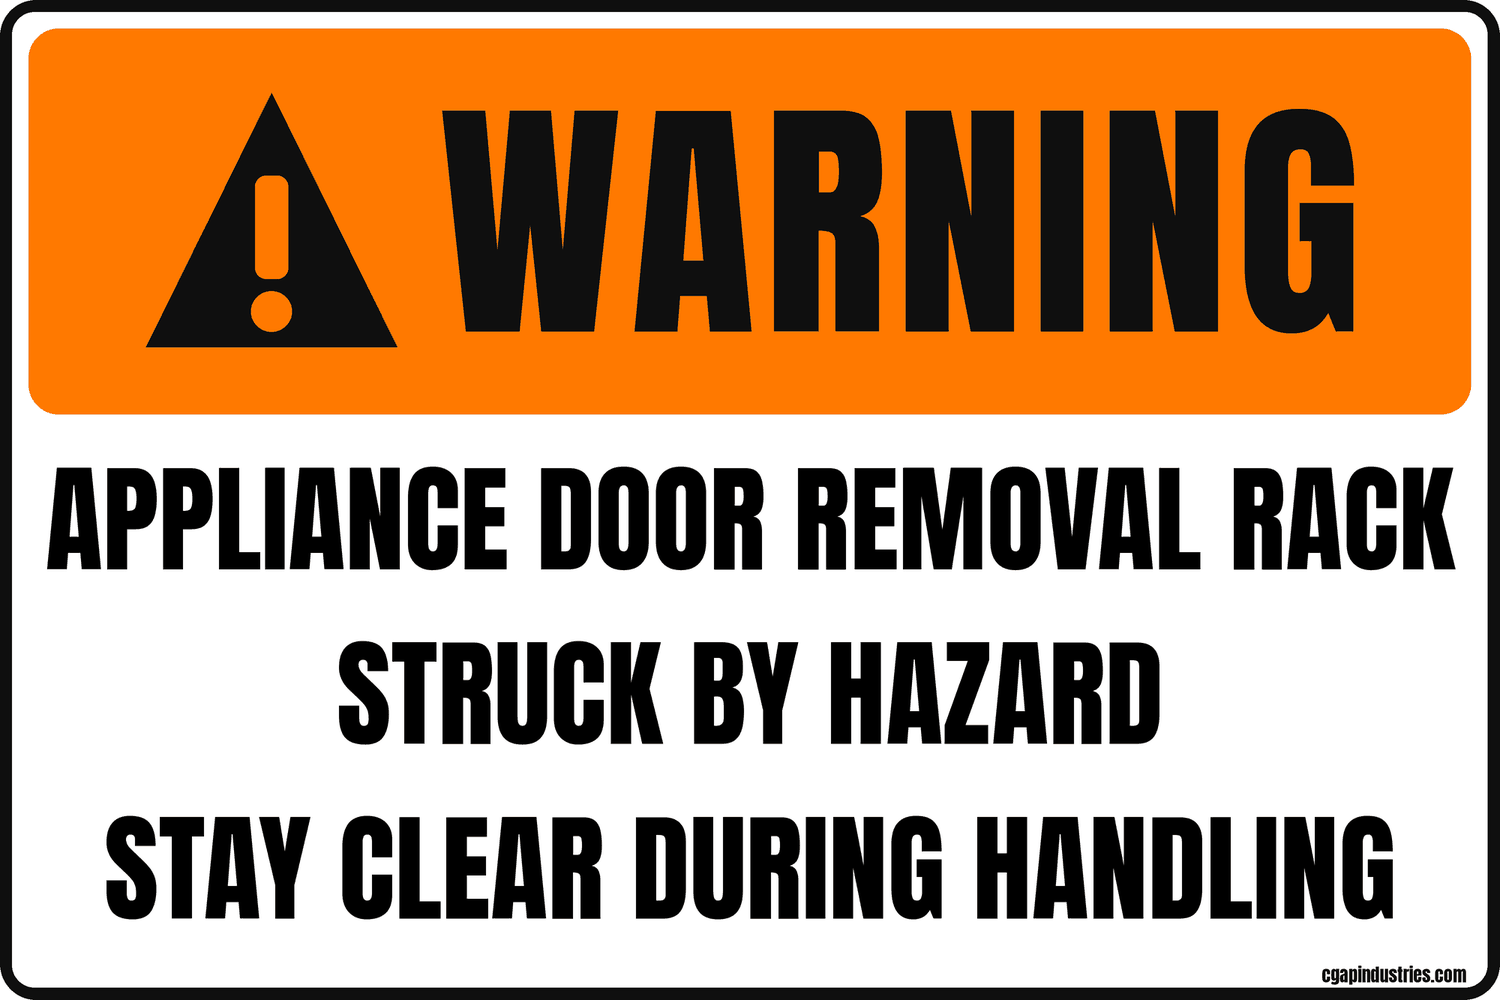 WARNING
APPLIANCE DOOR REMOVAL RACK
STRUCK BY HAZARD
STAY CLEAR DURING HANDLING
cgapindustries.com